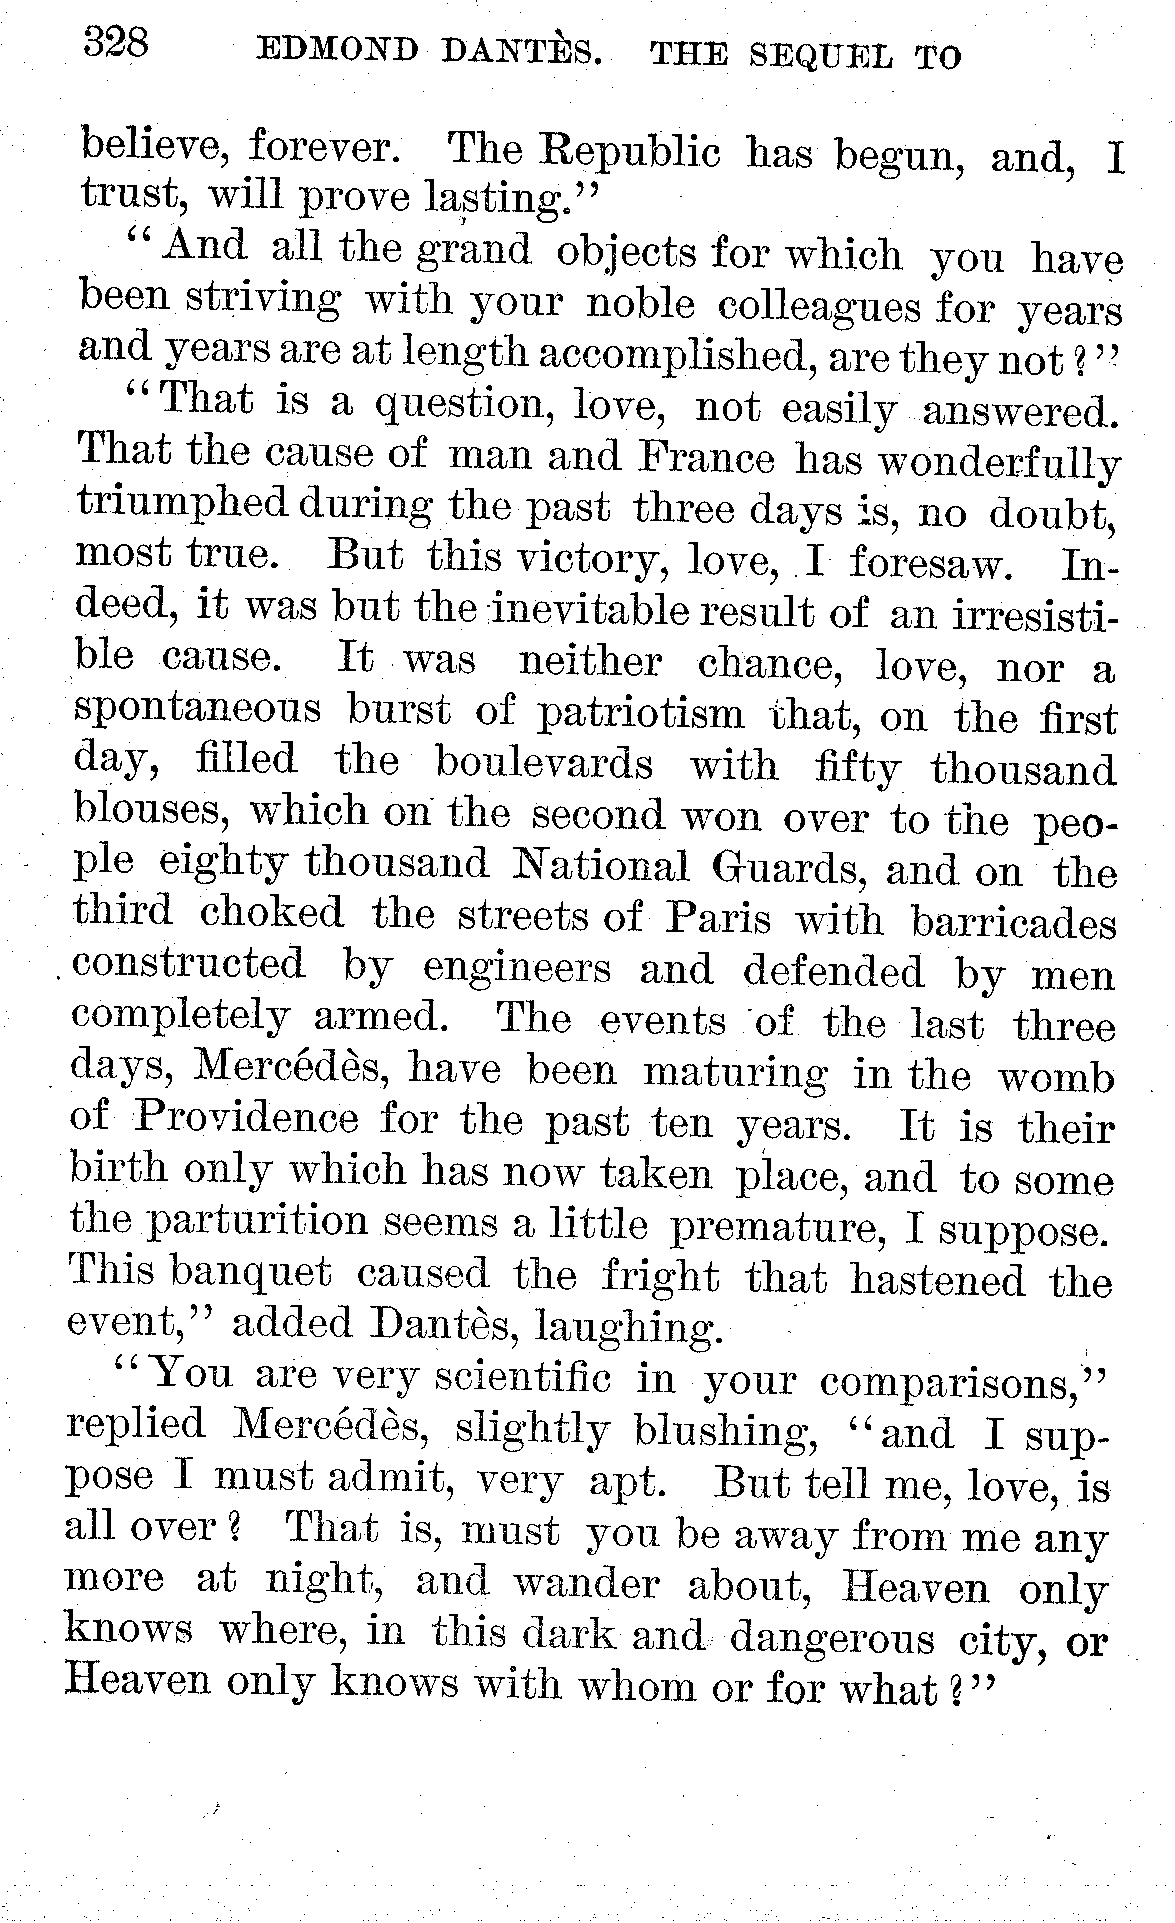 328 EDMOND DANTÈS. THE SEQUEL TO
believe, forever. The Republic has begun, and, I
trust, will prove lasting."
"And all the grand objects for which you have
been striving with your noble colleagues for years
and years are at length accomplished, are they not?"
"That is a question, love, not easily answered.
That the cause of man and France has wonderfully
triumphed during the past three days is, no doubt,
most true. But this victory, love, I foresaw. In-
deed, it was but the inevitable result of an irresisti-
ble cause. It was neither chance, love, nor a
spontaneous burst of patriotism that, on the first
day, filled the boulevards with fifty thousand
blouses, which on the second won over to the peo-
ple eighty thousand National Guards, and on the
third choked the streets of Paris with barricades
constructed by engineers and defended by men
completely armed. The events of the last three
days, Mercédès, have been maturing in the womb
of Providence for the past ten years. It is their
birth only which has now taken place, and to some
the parturition seems a little premature, I suppose.
This banquet caused the fright that hastened the
event," added Dantès, laughing.
"You are very scientific in your comparisons,"
replied Mercédès, slightly blushing, "and I sup-
pose I must admit, very apt. But tell me, love, is
all over? That is, must you be away from me any
more at night, and wander about, Heaven only
knows where, in this dark and dangerous city, or
Heaven only knows with whom or for what?"